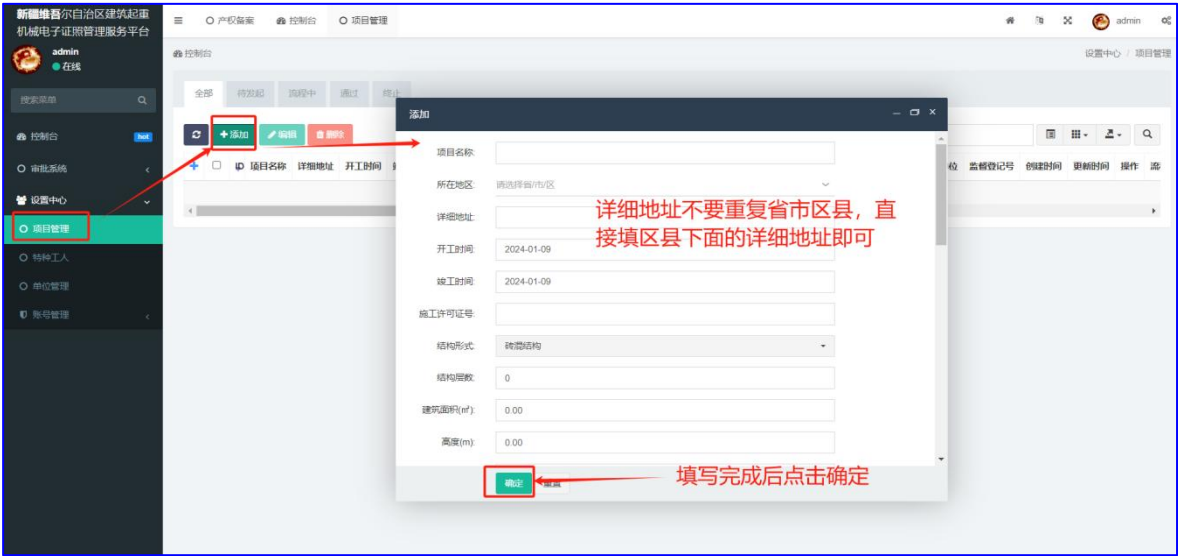 新疆维吾尔自治区建筑起重
机械电子证照管理服务平台
admin
在线
搜索菜单
控制台 hot
审批系统
设置中心
项目管理
特种工人
单位管理
账号管理
产权备案 控制台 项目管理
admin
控制台
设置中心 / 项目管理
全部 待发起 流程中 通过 终止
添加 编辑 删除
ID 项目名称 详细地址 开工时间
监督登记号 创建时间 更新时间 操作
添加
项目名称:
所在地区: 请选择省/市/区
详细地址:
开工时间: 2024-01-09
竣工时间: 2024-01-09
施工许可证号:
结构形式: 砖混结构
结构层数: 0
建筑面积(㎡): 0.00
高度(m): 0.00
确定 重置
详细地址不要重复省市区县，直
接填区县下面的详细地址即可
填写完成后点击确定